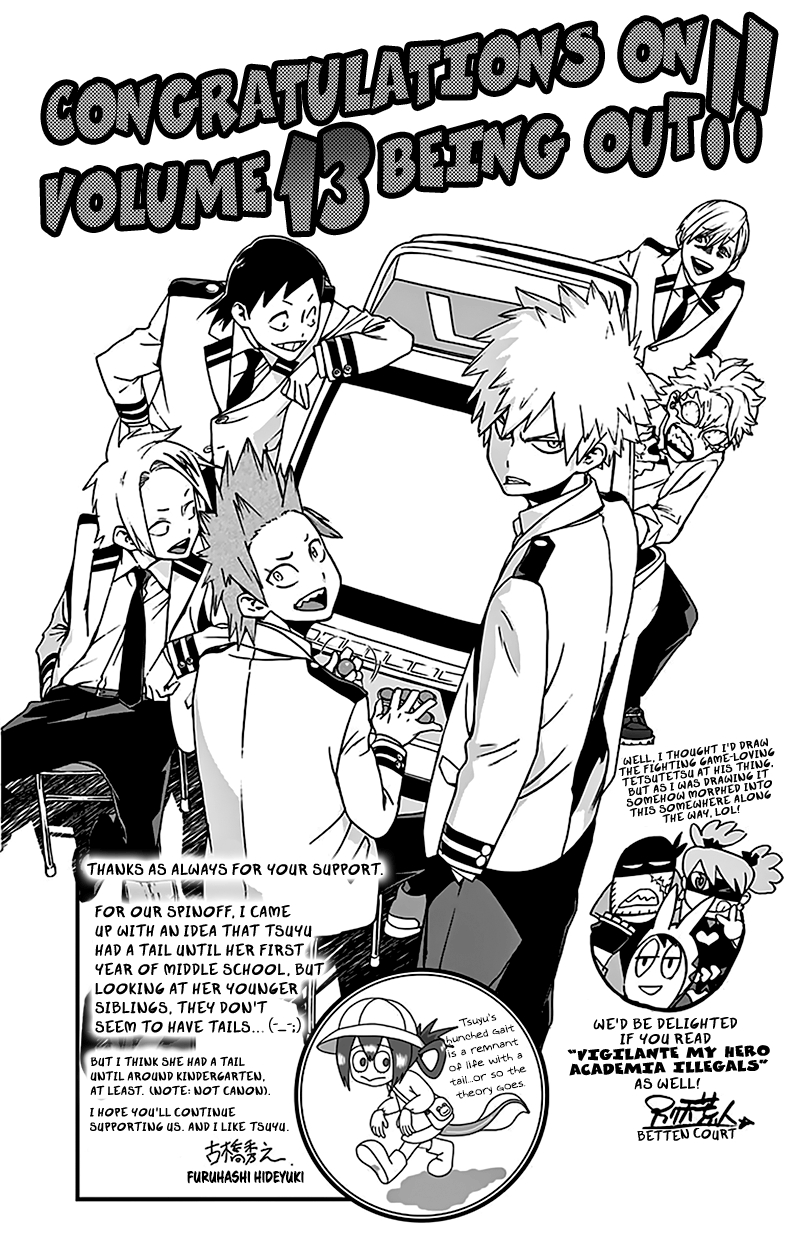 CONGRATULATIONS ON
VOLUME 13 BEING OUT!!
WELL, I THOUGHT I'D DRAW
THE FIGHTING GAME-LOVING
TETSUTETSU AT HIS THING,
BUT AS I WAS DRAWING IT
SOMEHOW MORPHED INTO
THIS SOMEWHERE ALONG
THE WAY, LOL!
THANKS AS ALWAYS FOR YOUR SUPPORT.
FOR OUR SPINOFF, I CAME
UP WITH AN IDEA THAT TSUYU
HAD A TAIL UNTIL HER FIRST
YEAR OF MIDDLE SCHOOL, BUT
LOOKING AT HER YOUNGER
SIBLINGS, THEY DON'T
SEEM TO HAVE TAILS... (-_-;)
BUT I THINK SHE HAD A TAIL
UNTIL AROUND KINDERGARTEN,
AT LEAST. (NOTE: NOT CANON).
I HOPE YOU'LL CONTINUE
SUPPORTING US. AND I LIKE TSUYU.
古橋秀之
FURUHASHI HIDEYUKI
Tsuyu's
hunched gait
is a remnant
of life with a
tail...or so the
theory goes.
WE'D BE DELIGHTED
IF YOU READ
"VIGILANTE MY HERO
ACADEMIA ILLEGALS"
AS WELL!
BETTEN COURT